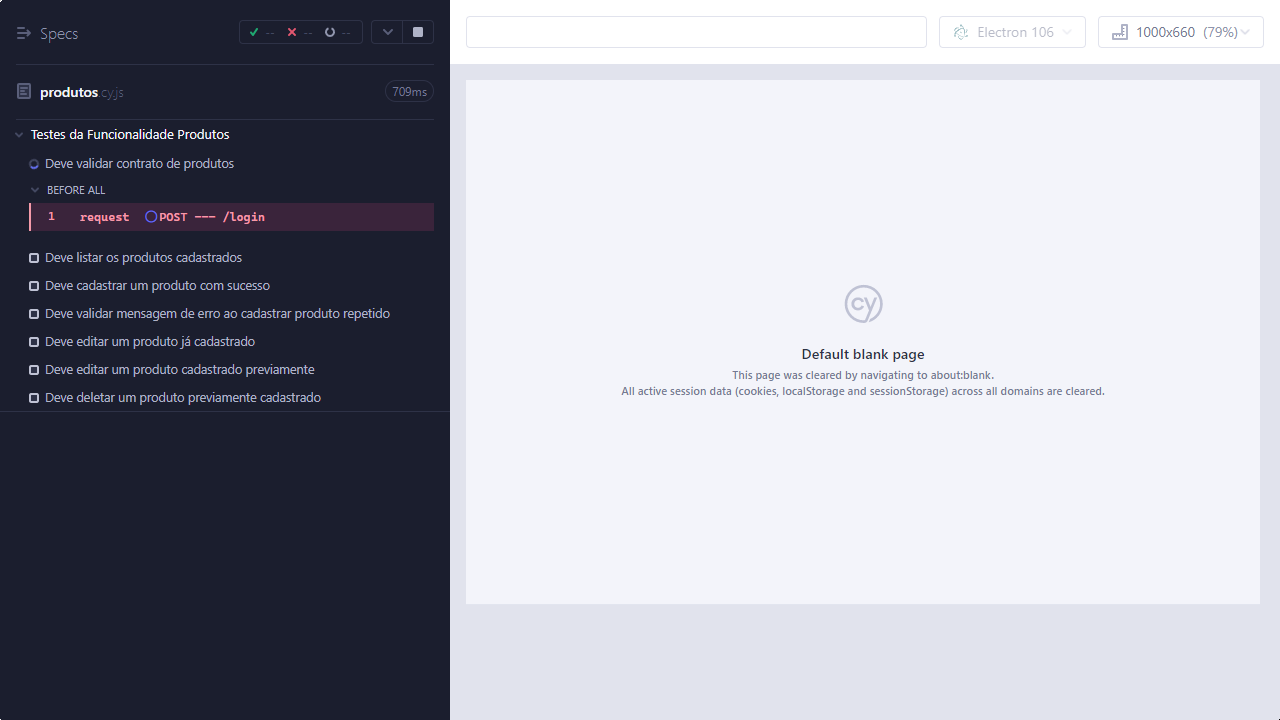 Specs
-- -- --
produtos.cy.js
709ms
Testes da Funcionalidade Produtos
Deve validar contrato de produtos
BEFORE ALL
1 request POST --- /login
Deve listar os produtos cadastrados
Deve cadastrar um produto com sucesso
Deve validar mensagem de erro ao cadastrar produto repetido
Deve editar um produto já cadastrado
Deve editar um produto cadastrado previamente
Deve deletar um produto previamente cadastrado
Electron 106
1000x660 (79%)
cy
Default blank page
This page was cleared by navigating to about:blank.
All active session data (cookies, localStorage and sessionStorage) across all domains are cleared.